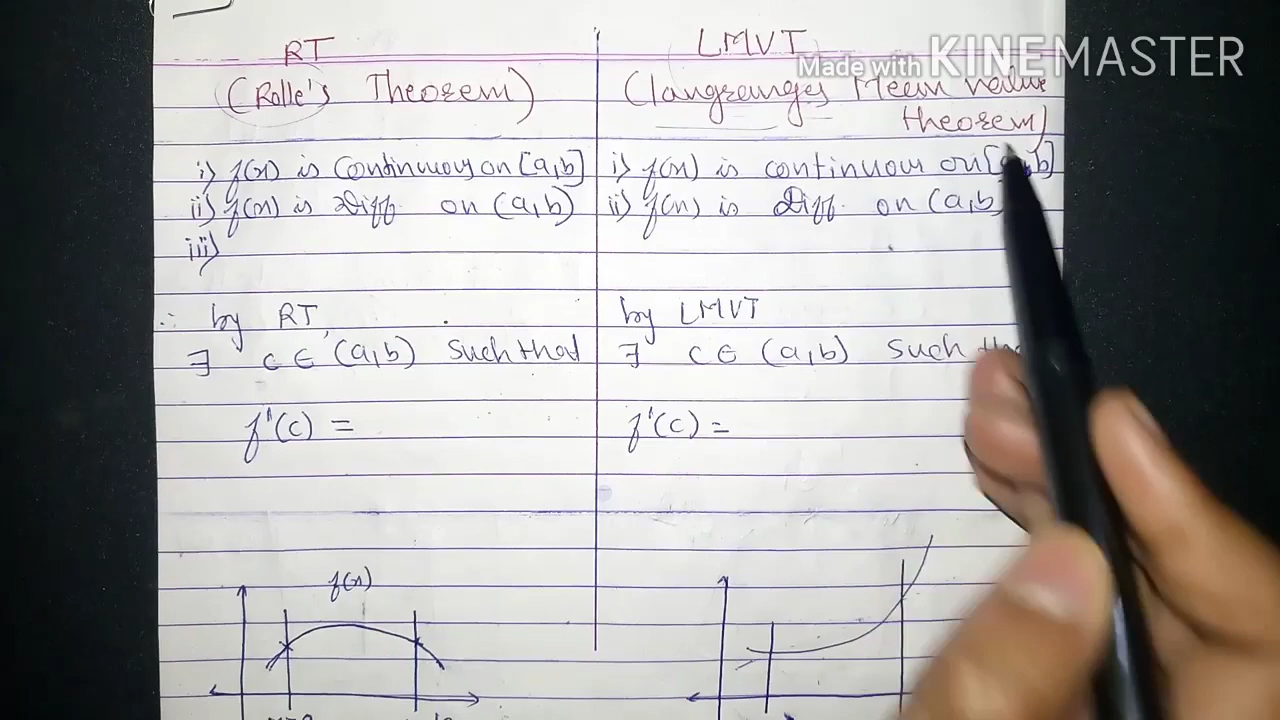 RT
(Rolle's Theorem)
i) f(x) is continuous on [a,b]
ii) f(x) is Diff. on (a,b)
iii)
∴ by RT,
∃ c ∈ (a,b) Such that
f'(c) =
f(x)
LMVT
(Langranges Mean value
theorem)
i) f(x) is continuous on [a,b]
ii) f(x) is Diff. on (a,b)
by LMVT
∃ c ∈ (a,b) such
f'(c) =
Made with KINEMASTER